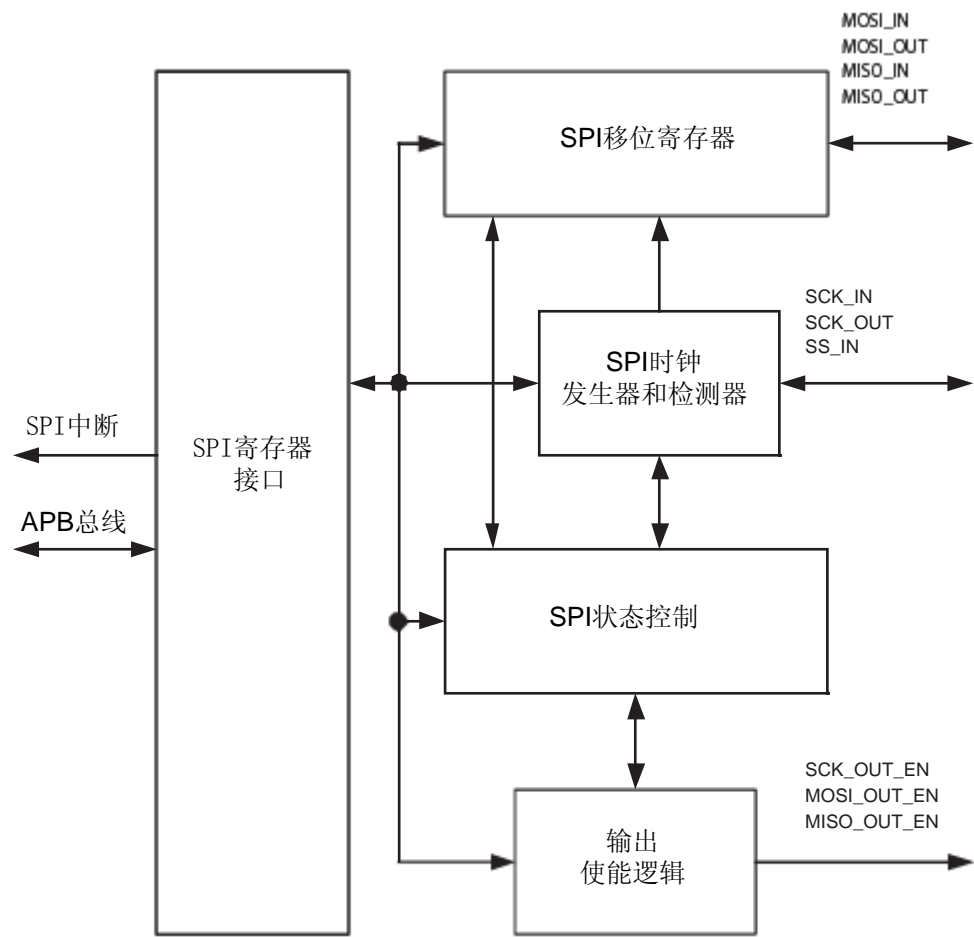 MOSI_IN
MOSI_OUT
MISO_IN
MISO_OUT
SPI移位寄存器
SCK_IN
SCK_OUT
SS_IN
SPI时钟
发生器和检测器
SPI中断
SPI寄存器
接口
APB总线
SPI状态控制
SCK_OUT_EN
MOSI_OUT_EN
MISO_OUT_EN
输出
使能逻辑